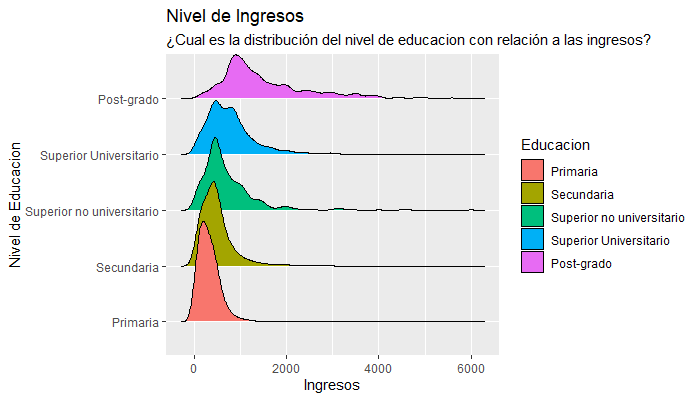 Nivel de Ingresos
¿Cual es la distribución del nivel de educacion con relación a las ingresos?
Nivel de Educacion
Post-grado
Superior Universitario
Superior no universitario
Secundaria
Primaria
0 2000 4000 6000
Ingresos
Educacion
Primaria
Secundaria
Superior no universitario
Superior Universitario
Post-grado